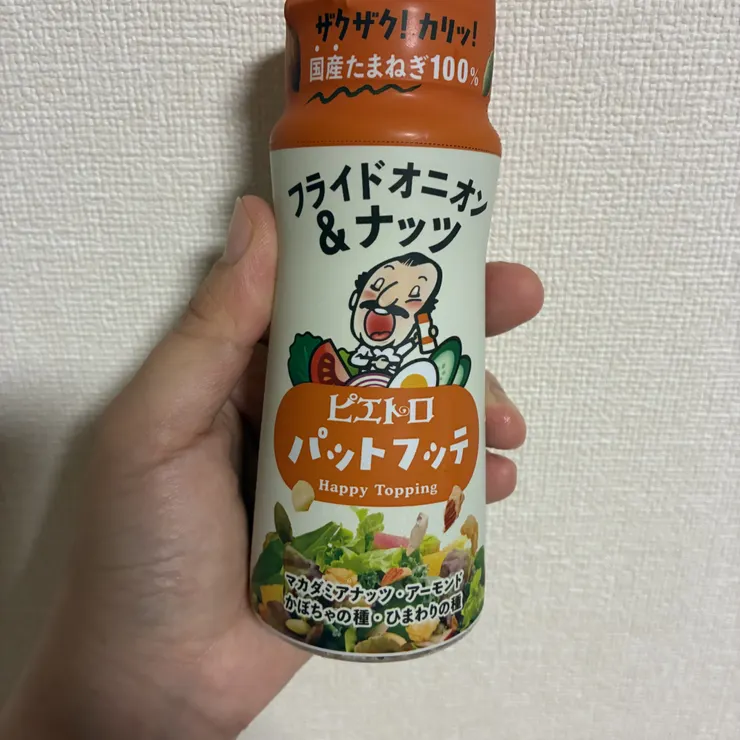 ザクザク!カリッ!
国産たまねぎ100%
フライドオニオン
&ナッツ
ピエトロ
パットフッテ
Happy Topping
マカダミアナッツ・アーモンド
かぼちゃの種・ひまわりの種